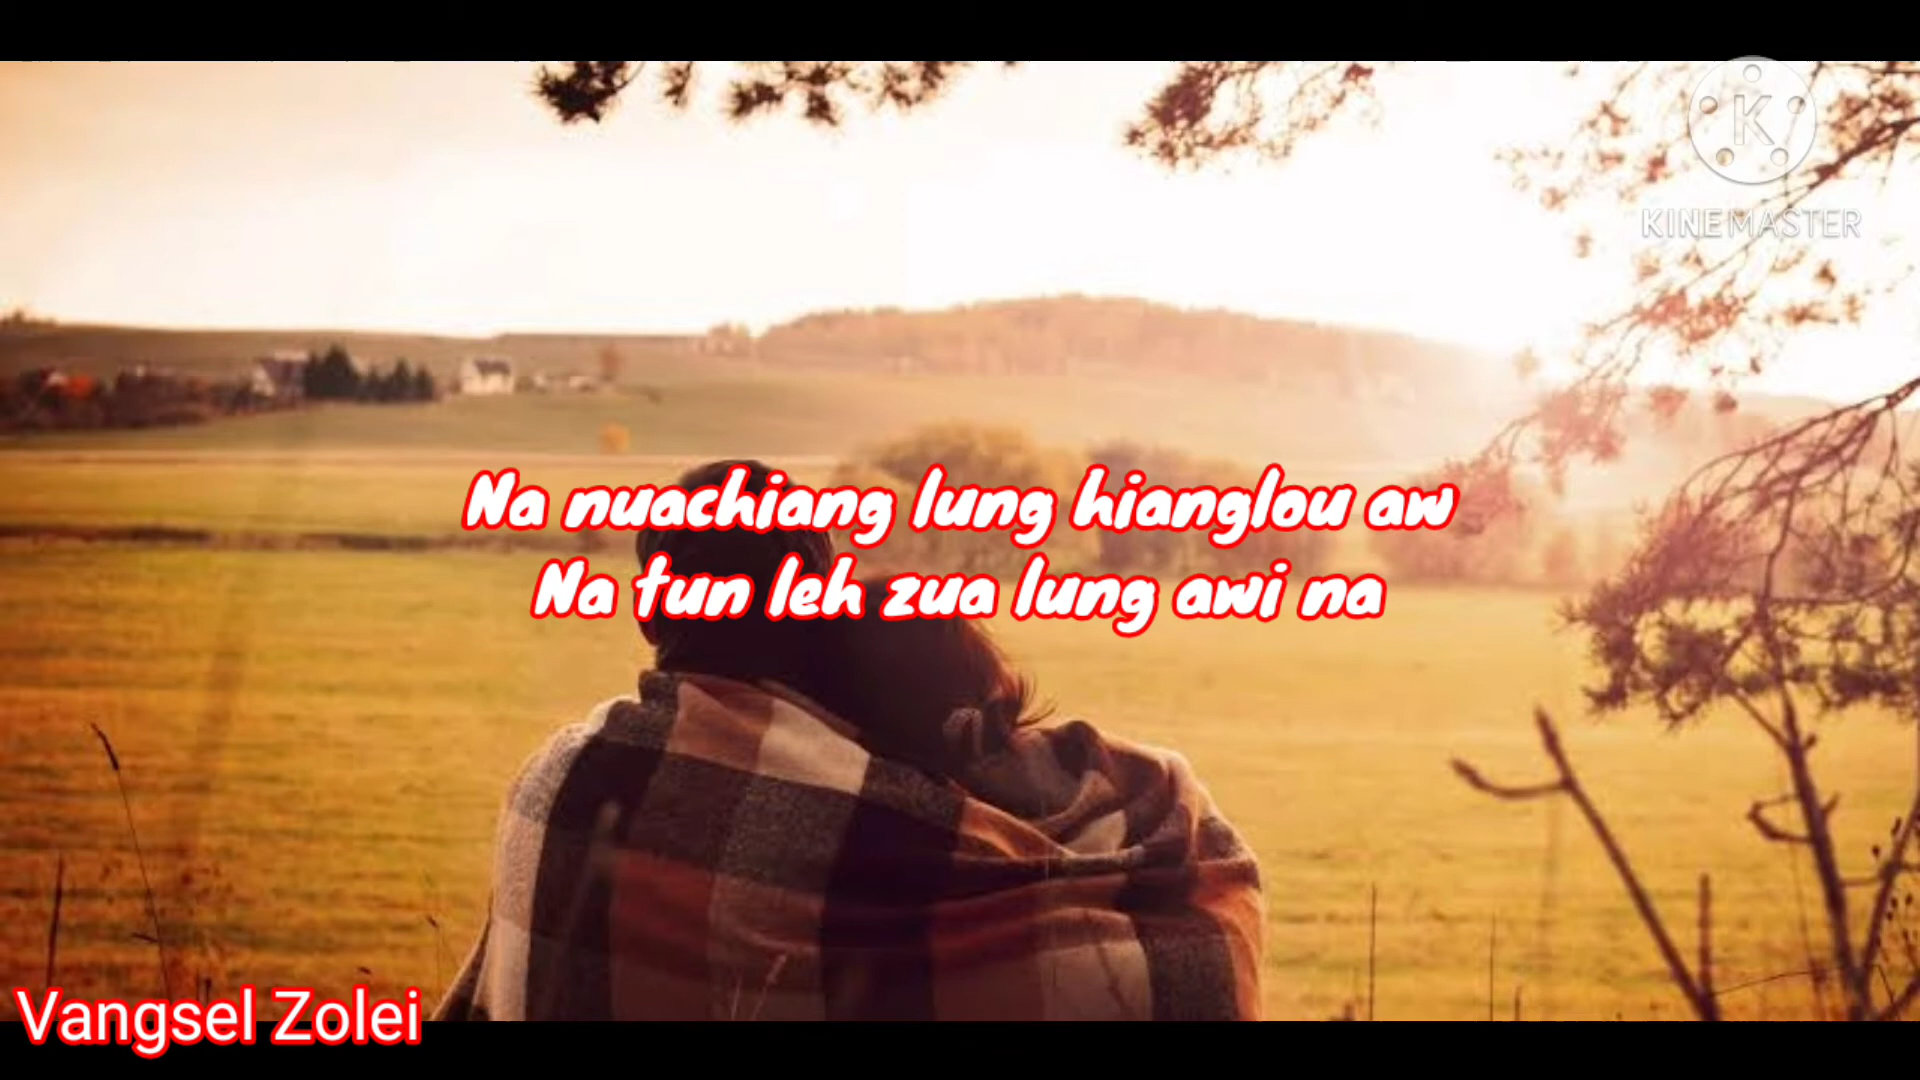 K
KINEMASTER
Na nuachiang lung hianglou aw
Na tun leh zua lung awi na
Vangsel Zolei